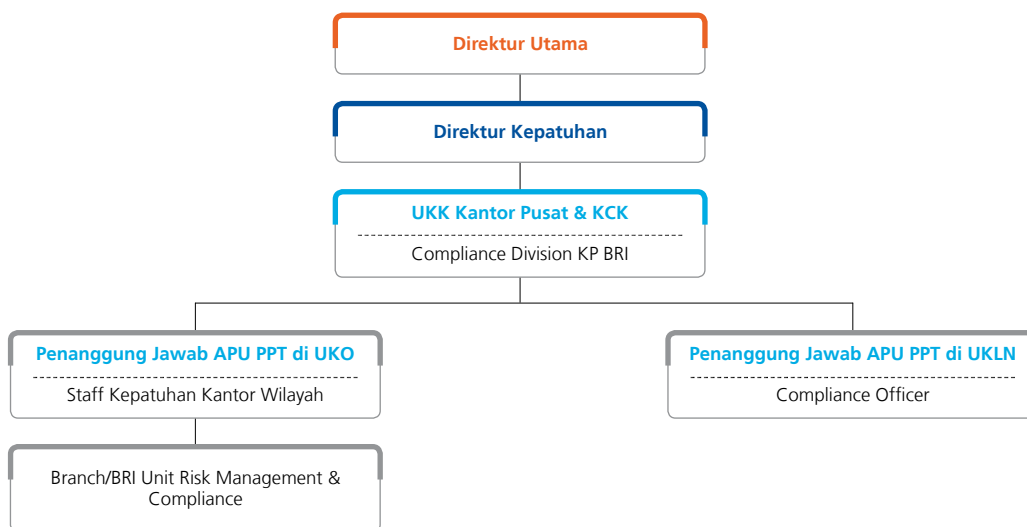 Direktur Utama
Direktur Kepatuhan
UKK Kantor Pusat & KCK
Compliance Division KP BRI
Penanggung Jawab APU PPT di UKO
Staff Kepatuhan Kantor Wilayah
Penanggung Jawab APU PPT di UKLN
Compliance Officer
Branch/BRI Unit Risk Management &
Compliance